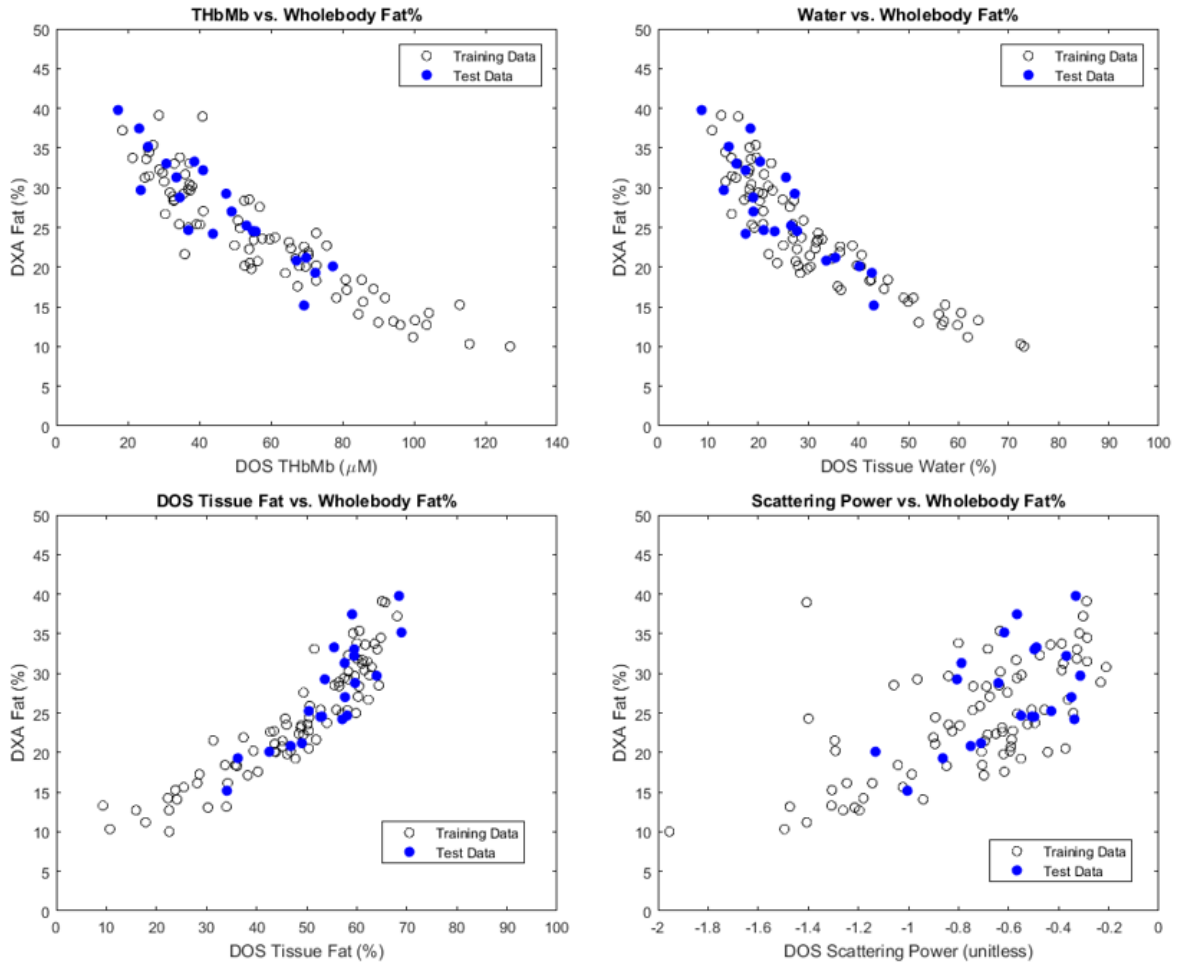 THbMb vs. Wholebody Fat%
50
45
40
35
30
25
20
15
10
5
0
DXA Fat (%)
Training Data
Test Data
0 20 40 60 80 100 120 140
DOS THbMb (μM)
Water vs. Wholebody Fat%
50
45
40
35
30
25
20
15
10
5
0
DXA Fat (%)
Training Data
Test Data
0 10 20 30 40 50 60 70 80 90 100
DOS Tissue Water (%)
DOS Tissue Fat vs. Wholebody Fat%
50
45
40
35
30
25
20
15
10
5
0
DXA Fat (%)
Training Data
Test Data
0 10 20 30 40 50 60 70 80 90 100
DOS Tissue Fat (%)
Scattering Power vs. Wholebody Fat%
50
45
40
35
30
25
20
15
10
5
0
DXA Fat (%)
Training Data
Test Data
-2 -1.8 -1.6 -1.4 -1.2 -1 -0.8 -0.6 -0.4 -0.2 0
DOS Scattering Power (unitless)